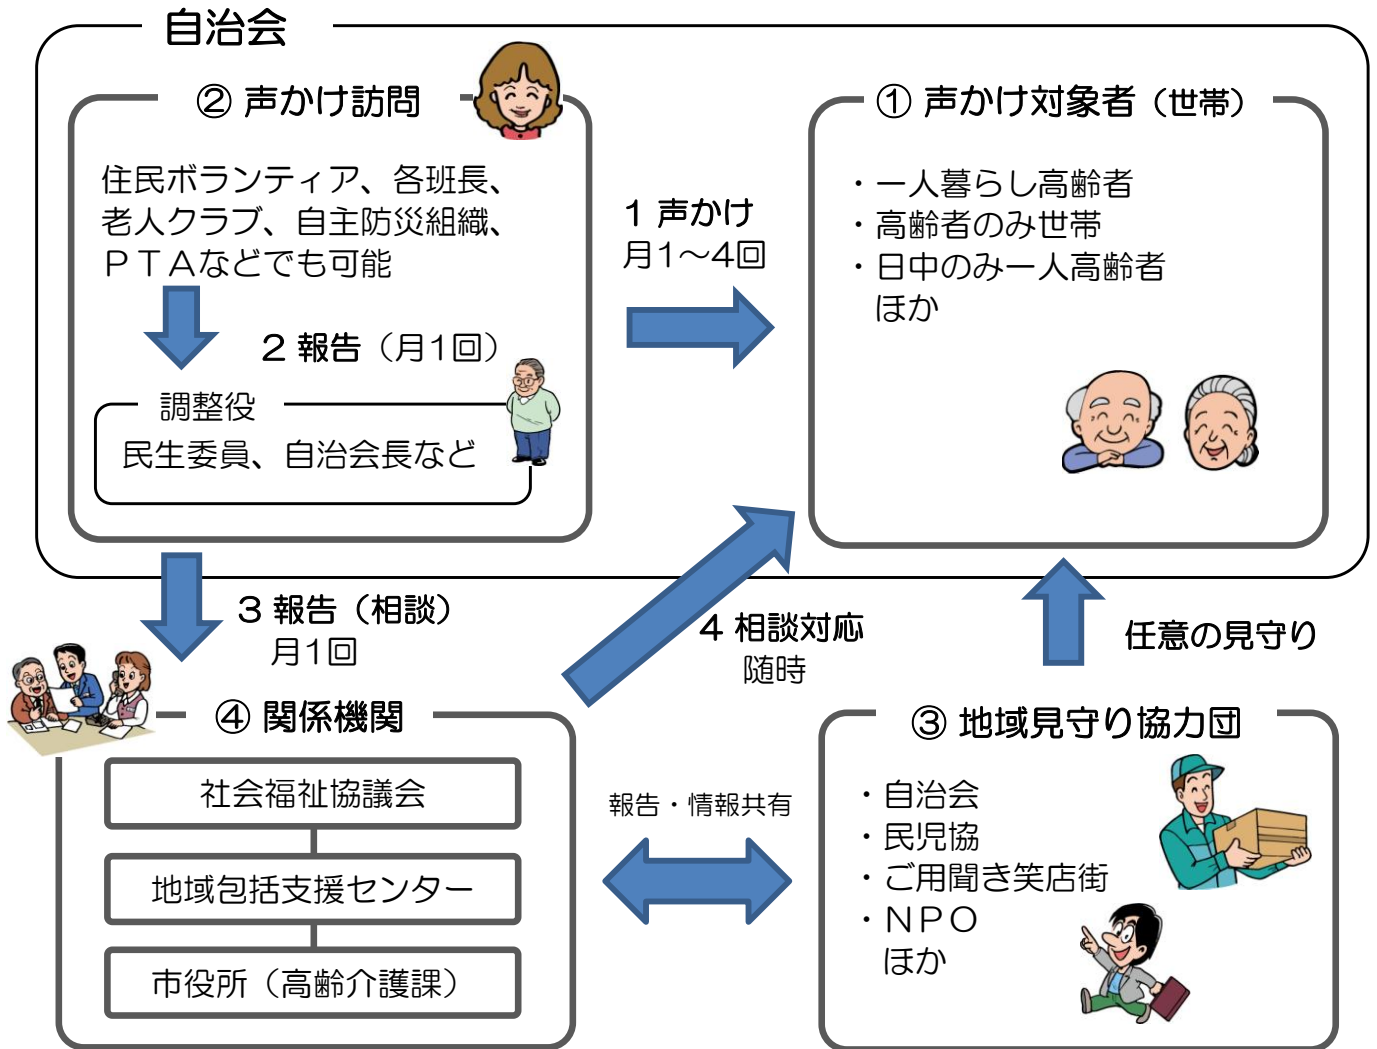 自治会
② 声かけ訪問
住民ボランティア、各班長、
老人クラブ、自主防災組織、
ＰＴＡなどでも可能
2 報告（月1回）
調整役
民生委員、自治会長など
1 声かけ
月1～4回
① 声かけ対象者（世帯）
・一人暮らし高齢者
・高齢者のみ世帯
・日中のみ一人高齢者
ほか
3 報告（相談）
月1回
4 相談対応
随時
任意の見守り
④ 関係機関
社会福祉協議会
地域包括支援センター
市役所（高齢介護課）
報告・情報共有
③ 地域見守り協力団
・自治会
・民児協
・ご用聞き笑店街
・ＮＰＯ
ほか